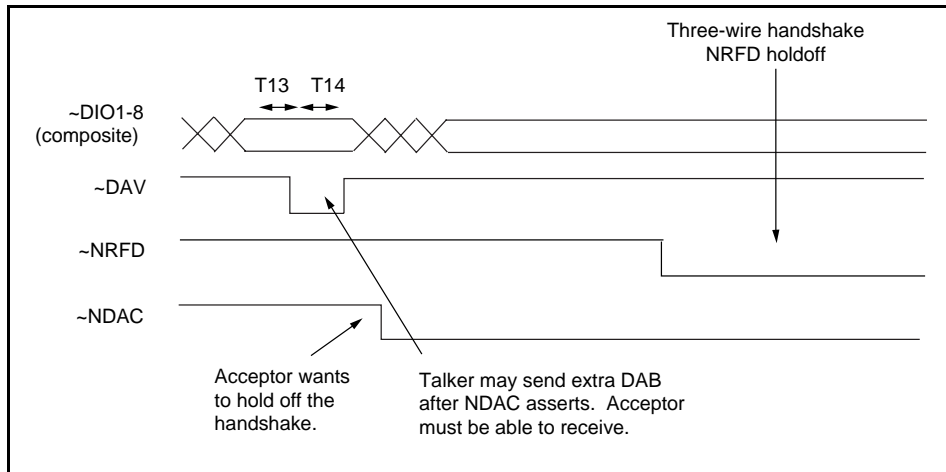 Three-wire handshake
NRFD holdoff
T13 T14
~DIO1-8
(composite)
~DAV
~NRFD
~NDAC
Acceptor wants
to hold off the
handshake.
Talker may send extra DAB
after NDAC asserts. Acceptor
must be able to receive.